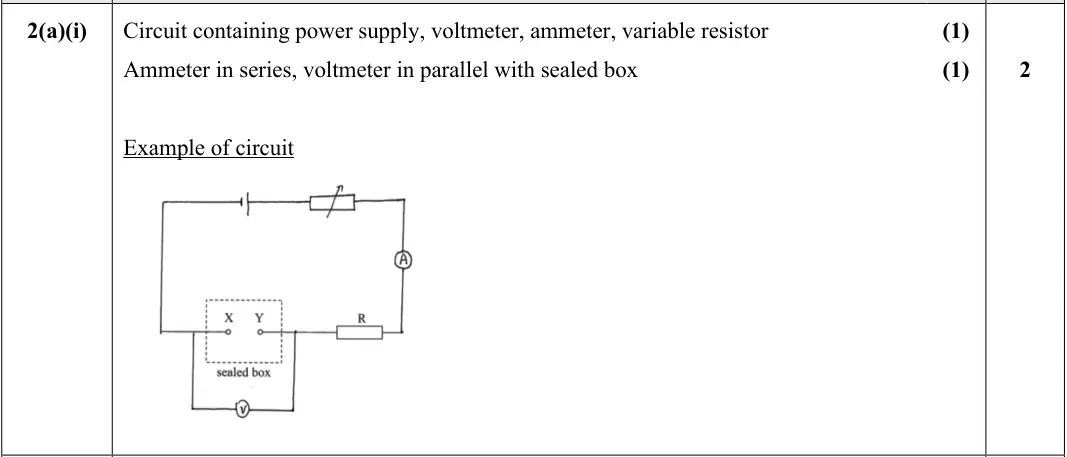 2(a)(i) Circuit containing power supply, voltmeter, ammeter, variable resistor (1)
Ammeter in series, voltmeter in parallel with sealed box (1) 2
Example of circuit
A
X Y R
sealed box
V